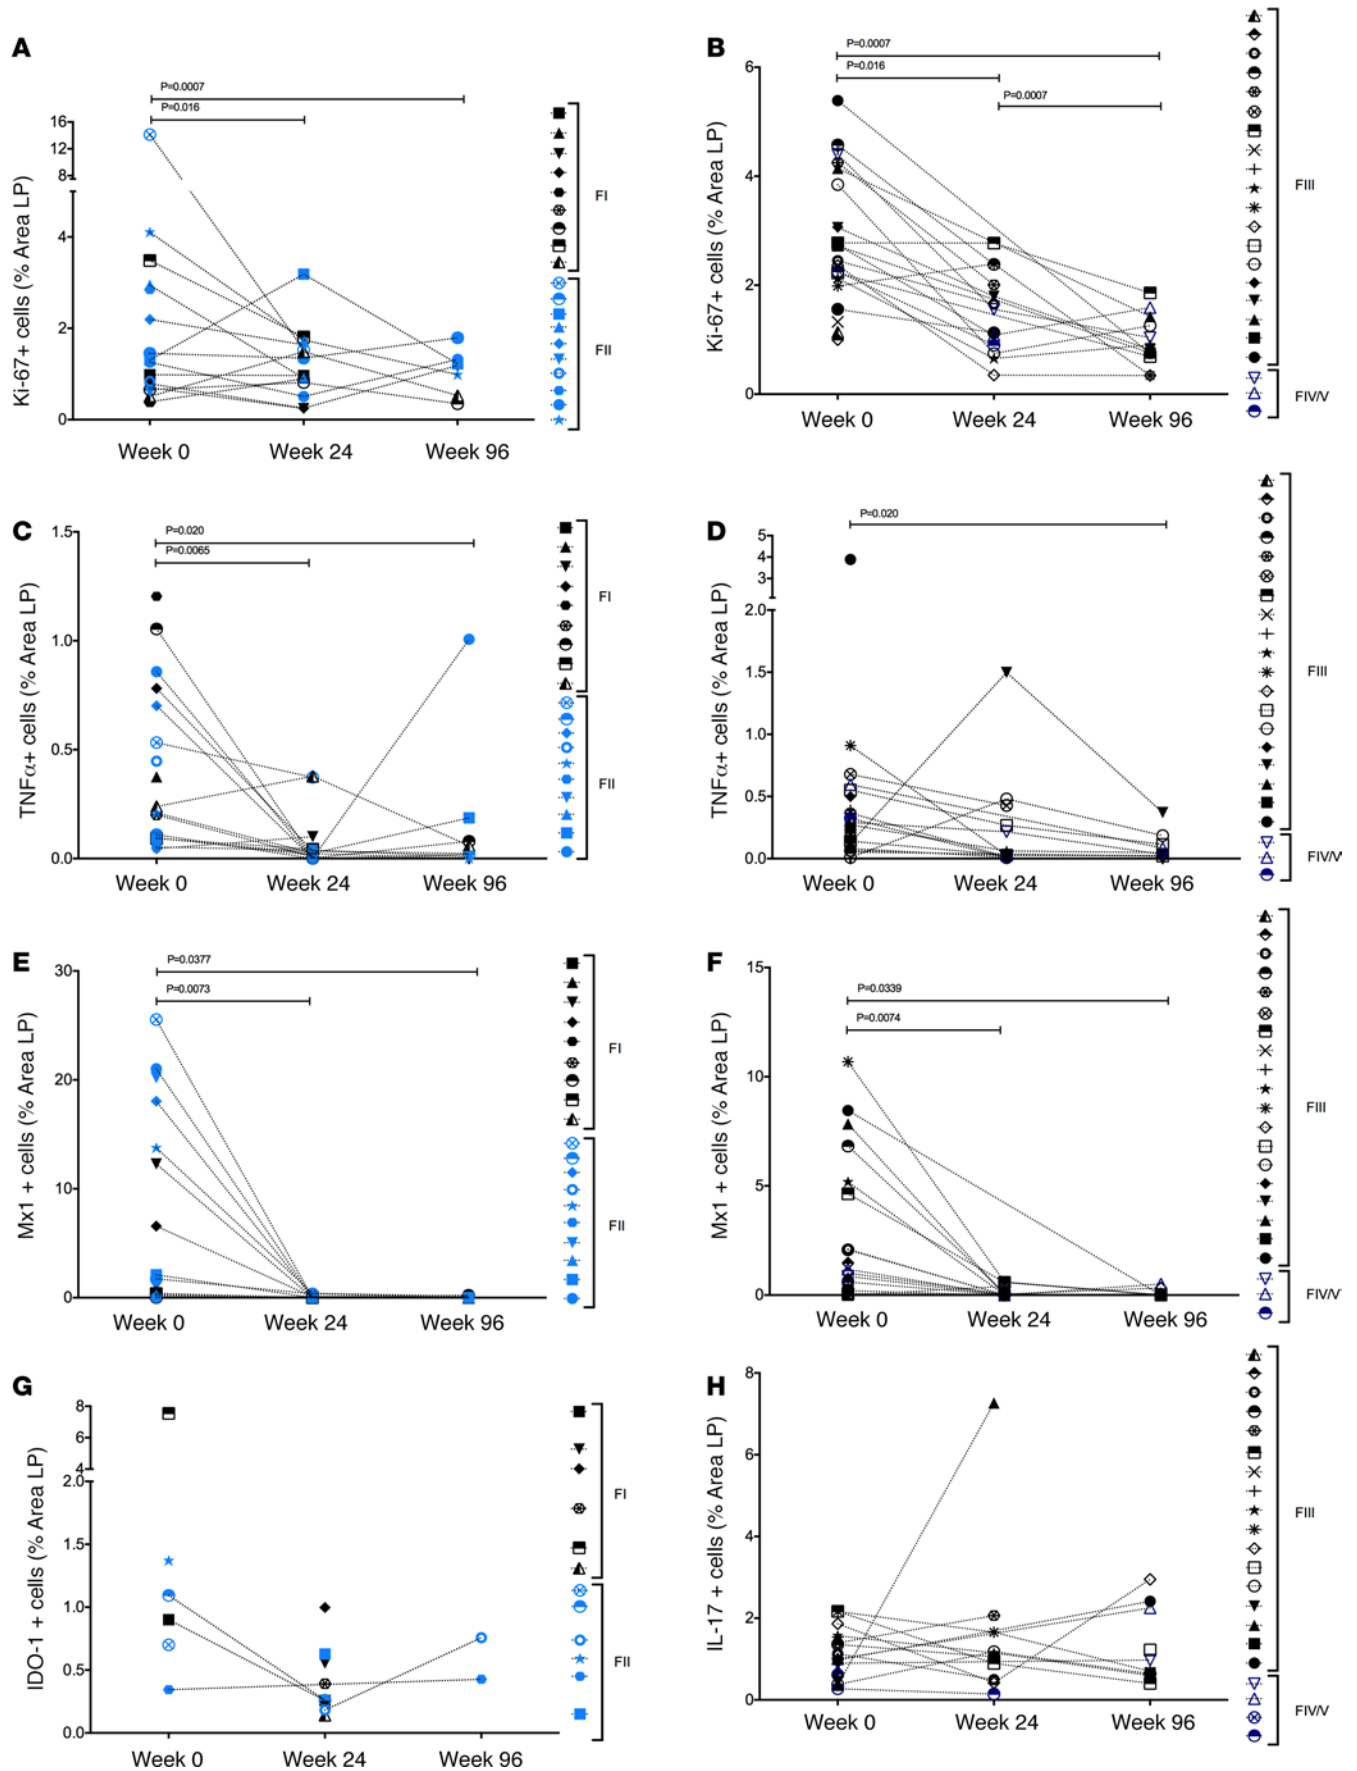 A
P=0.0007
P=0.016
16
12
8
4
2
0
Ki-67+ cells (% Area LP)
Week 0
Week 24
Week 96
FI
FII
B
P=0.0007
P=0.016
P=0.0007
6
4
2
0
Ki-67+ cells (% Area LP)
Week 0
Week 24
Week 96
FIII
FIV/V
C
P=0.020
P=0.0065
1.5
1.0
0.5
0.0
TNFα+ cells (% Area LP)
Week 0
Week 24
Week 96
FI
FII
D
P=0.020
5
4
3
2.0
1.5
1.0
0.5
0.0
TNFα+ cells (% Area LP)
Week 0
Week 24
Week 96
FIII
FIV/V
E
P=0.0377
P=0.0073
30
20
10
0
Mx1 + cells (% Area LP)
Week 0
Week 24
Week 96
FI
FII
F
P=0.0339
P=0.0074
15
10
5
0
Mx1 + cells (% Area LP)
Week 0
Week 24
Week 96
FIII
FIV/V
G
8
6
4
2.0
1.5
1.0
0.5
0.0
IDO-1 + cells (% Area LP)
Week 0
Week 24
Week 96
FI
FII
H
8
6
4
2
0
IL-17 + cells (% Area LP)
Week 0
Week 24
Week 96
FIII
FIV/V